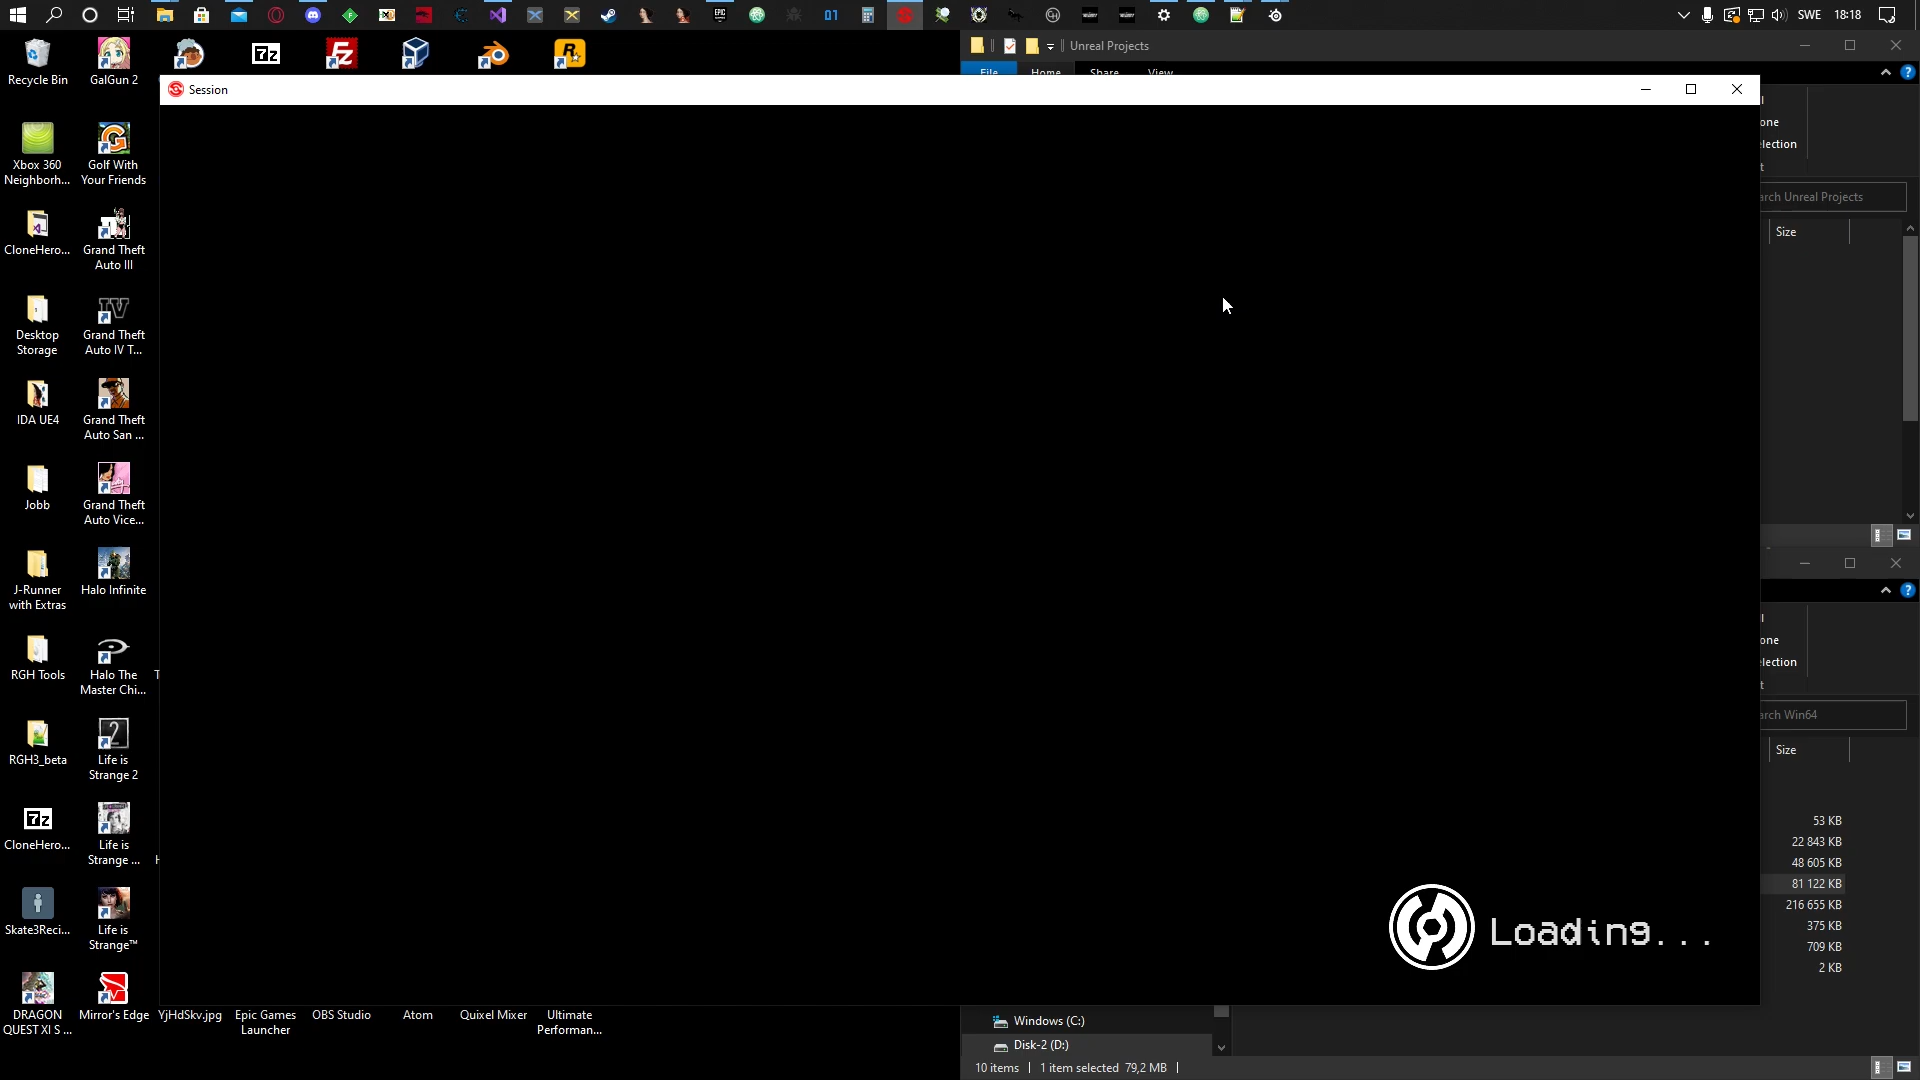 SWE 18:18
Recycle Bin
GalGun 2
Xbox 360
Neighborh...
Golf With
Your Friends
CloneHero...
Grand Theft
Auto III
Desktop
Storage
Grand Theft
Auto IV T...
IDA UE4
Grand Theft
Auto San ...
Jobb
Grand Theft
Auto Vice...
J-Runner
with Extras
Halo Infinite
RGH Tools
Halo The
Master Chi...
RGH3_beta
Life is
Strange 2
CloneHero...
Life is
Strange ...
Skate3Reci...
Life is
Strange™
DRAGON
QUEST XI S ...
Mirror's Edge
YjHdSkv.jpg
Epic Games
Launcher
OBS Studio
Atom
Quixel Mixer
Ultimate
Performan...
Session
Loading...
Unreal Projects
File Home Share View
one
lection
arch Unreal Projects
Size
one
lection
arch Win64
Size
53 KB
22 843 KB
48 605 KB
81 122 KB
216 655 KB
375 KB
709 KB
2 KB
Windows (C:)
Disk-2 (D:)
10 items 1 item selected 79,2 MB